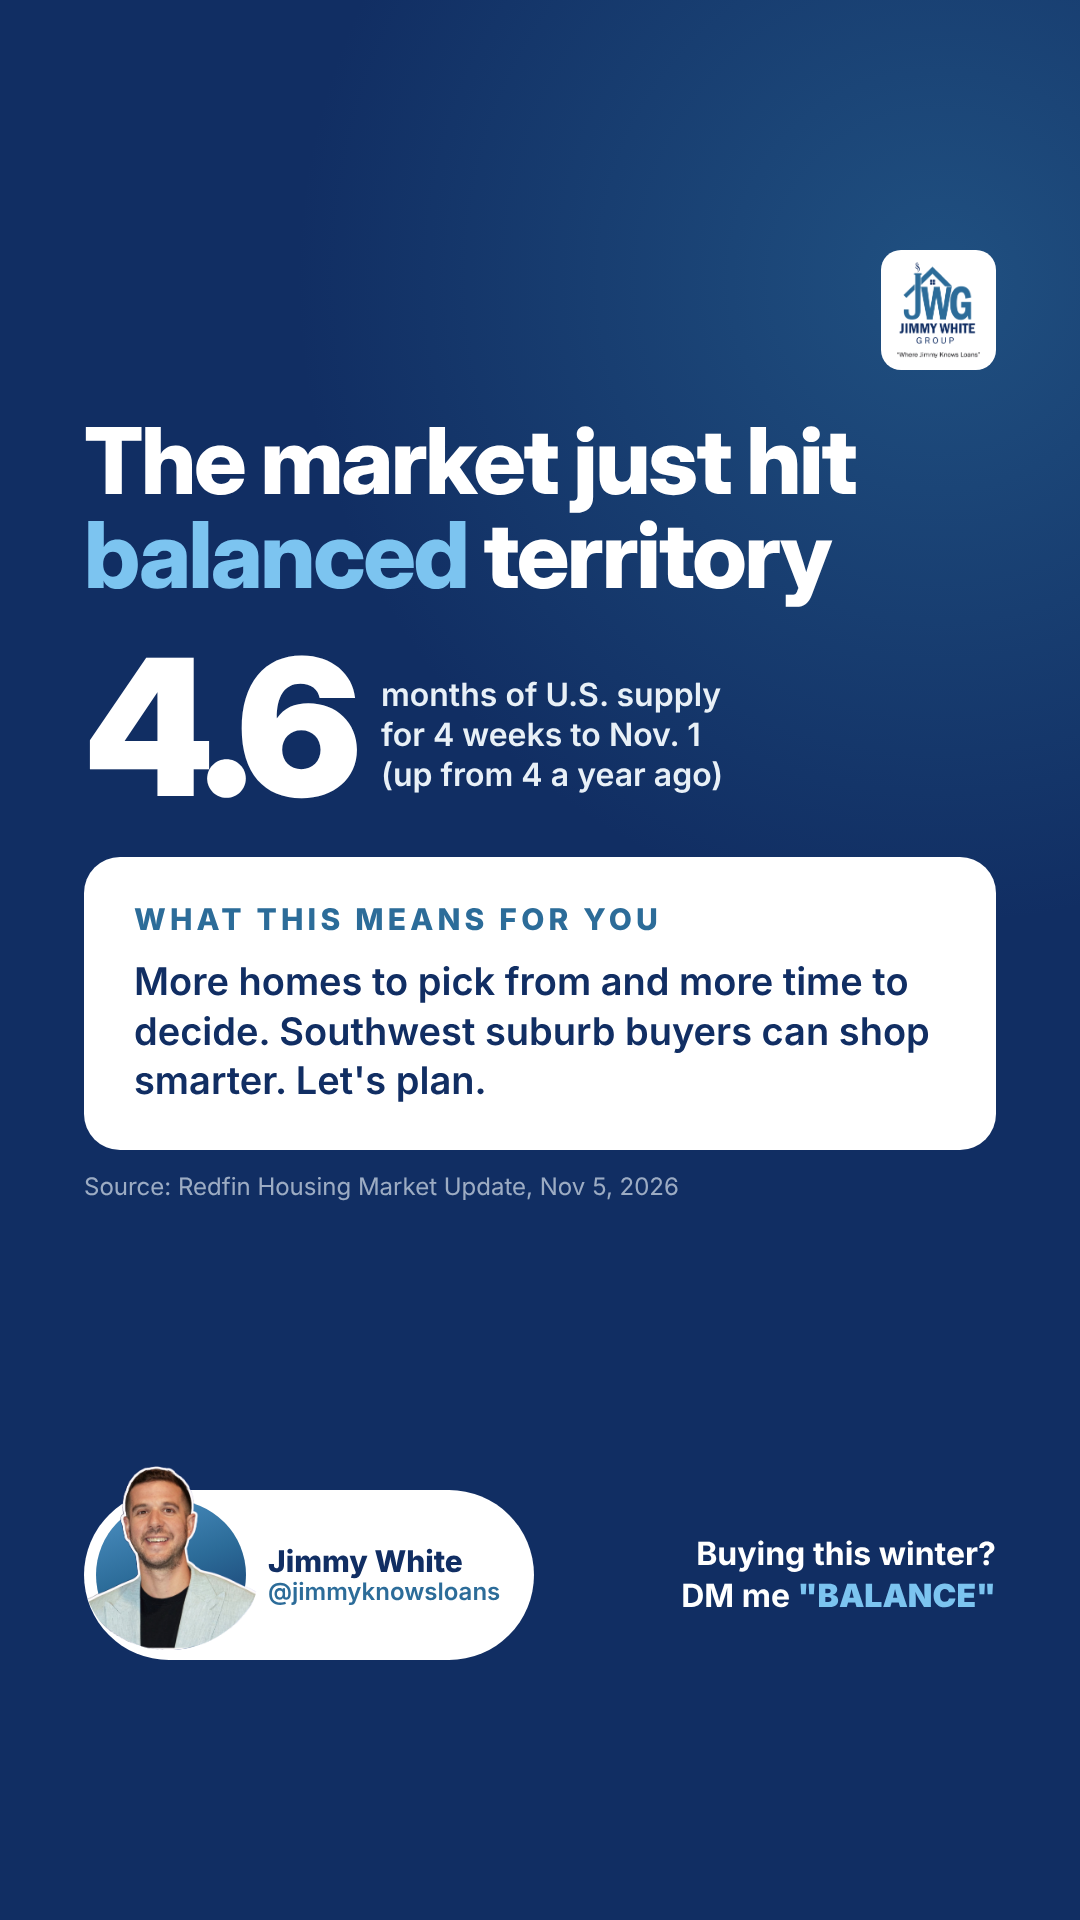 JWG
JIMMY WHITE
GROUP
"Where Jimmy Knows Loans"
The market just hit
balanced territory
4.6
months of U.S. supply
for 4 weeks to Nov. 1
(up from 4 a year ago)
WHAT THIS MEANS FOR YOU
More homes to pick from and more time to
decide. Southwest suburb buyers can shop
smarter. Let's plan.
Source: Redfin Housing Market Update, Nov 5, 2026
Jimmy White
@jimmyknowsloans
Buying this winter?
DM me "BALANCE"